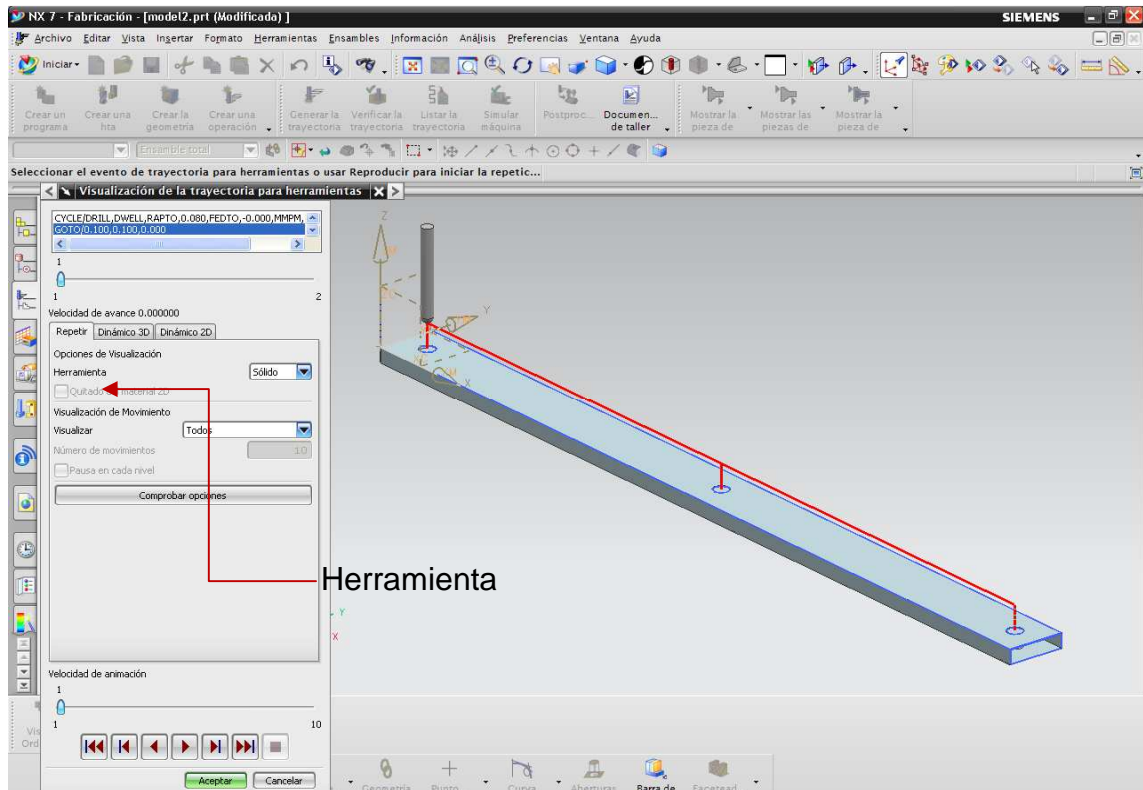 NX 7 - Fabricación - [model2.prt (Modificada) ]
SIEMENS
Archivo Editar Vista Insertar Formato Herramientas Ensambles Información Análisis Preferencias Ventana Ayuda
Iniciar
Crear un programa
Crear una hta
Crear la geometría
Crear una operación
Generar la trayectoria
Verificar la trayectoria
Listar la trayectoria
Simular máquina
Postproc...
Documen... de taller
Mostrar la pieza de
Mostrar las piezas de
Mostrar la pieza de
Ensamble total
Seleccionar el evento de trayectoria para herramientas o usar Reproducir para iniciar la repetic...
Visualización de la trayectoria para herramientas
CYCLE/DRILL,DWELL,RAPTO,0.080,FEDTO,-0.000,MMPM,
GOTO/0.100,0.100,0.000
1
1 2
Velocidad de avance 0.000000
Repetir Dinámico 3D Dinámico 2D
Opciones de Visualización
Herramienta Sólido
Quitado de material 2D
Visualización de Movimiento
Visualizar Todos
Número de movimientos 10
Pausa en cada nivel
Comprobar opciones
Herramienta
Z
Y
X
Y
X
Velocidad de animación
1
1 10
Aceptar Cancelar
Vis
Ord
Geometría Punto Curva Aberturas Barra de Facetead